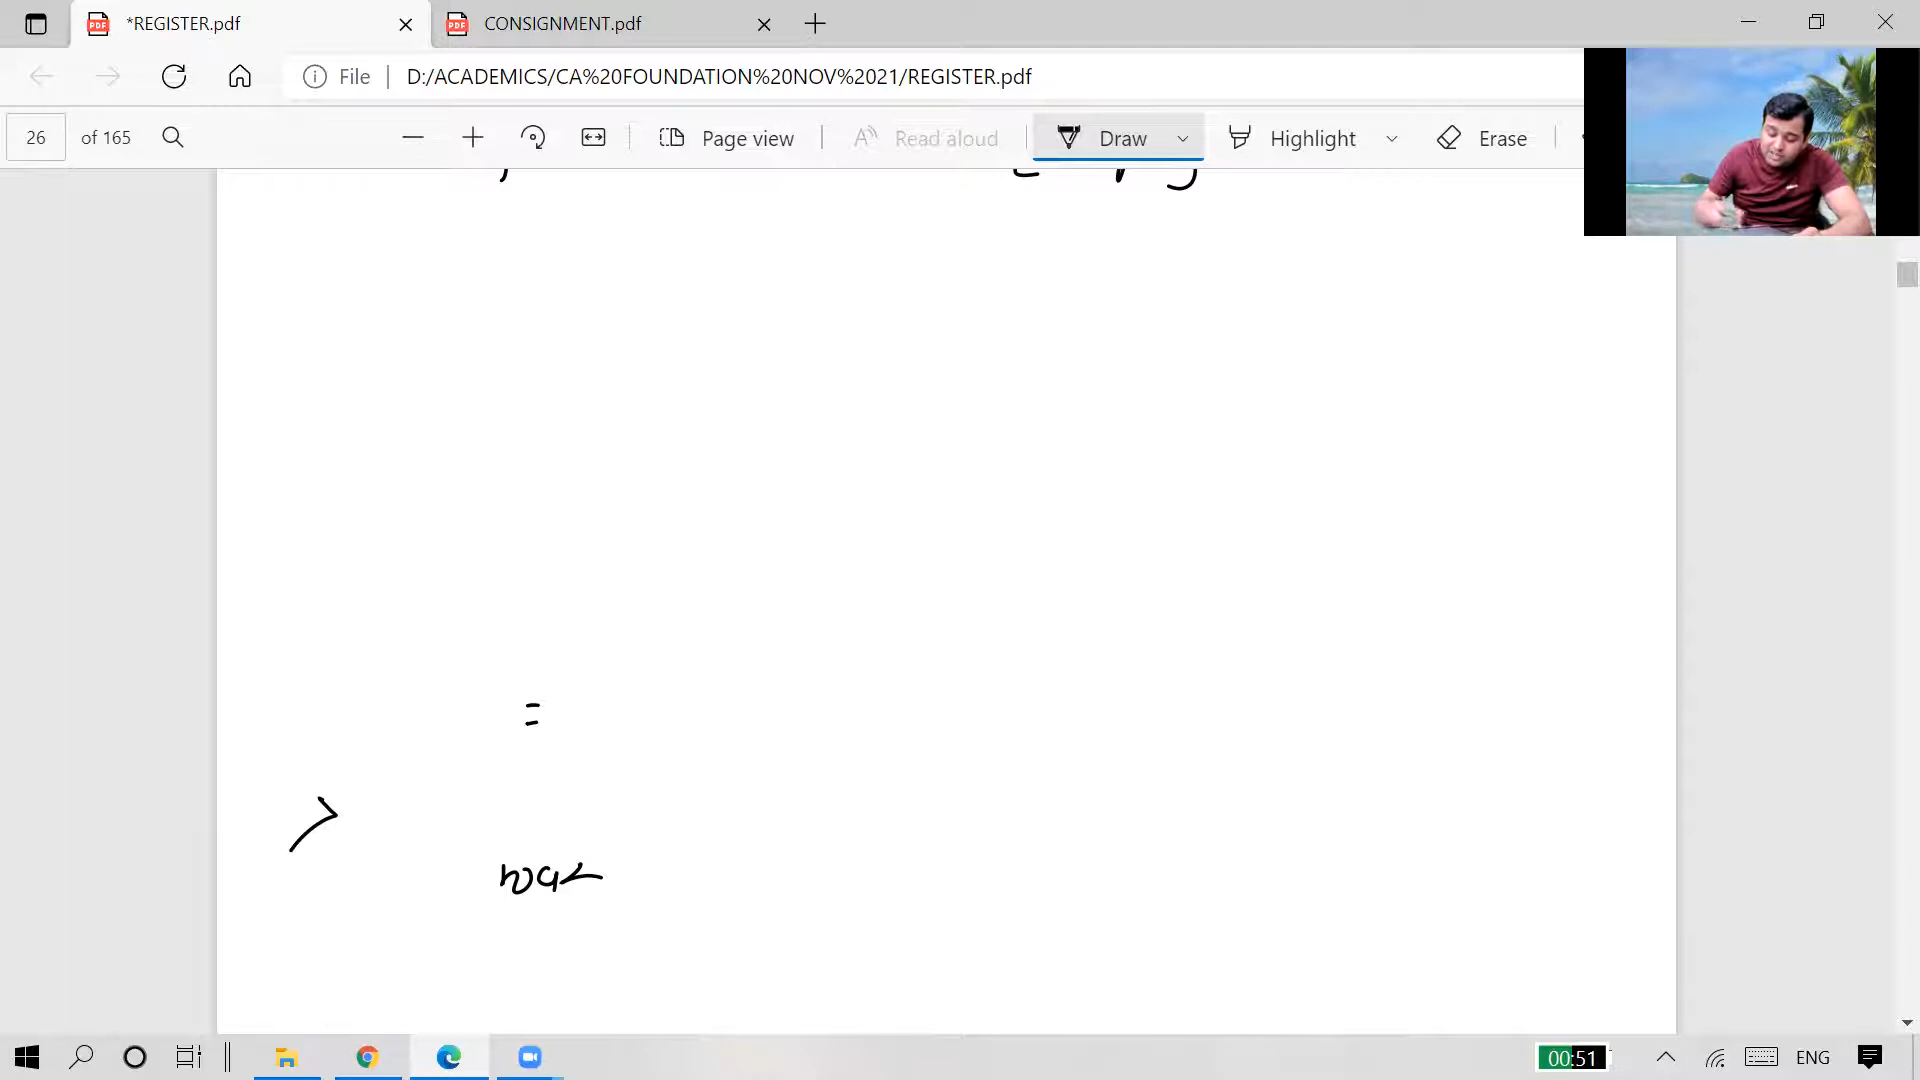 *REGISTER.pdf
CONSIGNMENT.pdf
File
D:/ACADEMICS/CA%20FOUNDATION%20NOV%2021/REGISTER.pdf
26 of 165
Page view
Read aloud
Draw
Highlight
Erase
=
00:51
ENG